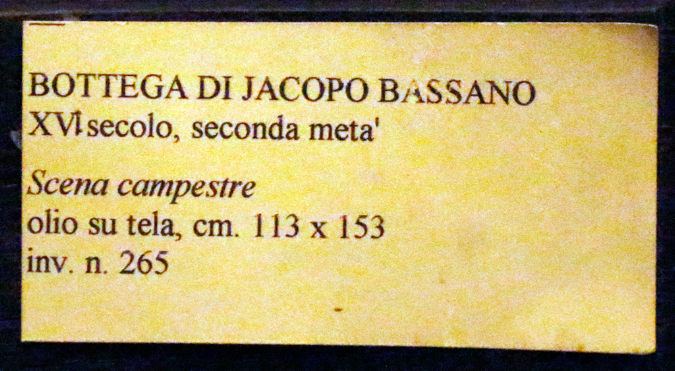 BOTTEGA DI JACOPO BASSANO
XVI secolo, seconda meta'
Scena campestre
olio su tela, cm. 113 x 153
inv. n. 265